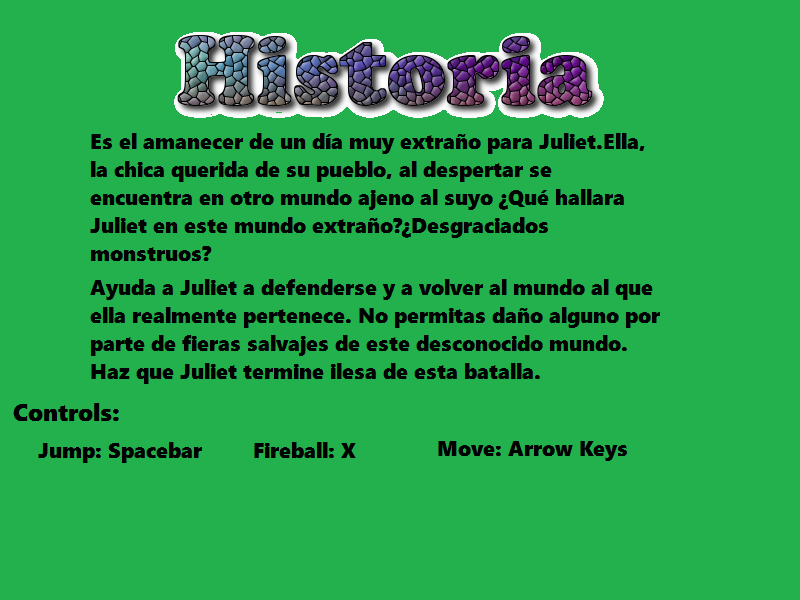 Historia
Es el amanecer de un día muy extraño para Juliet.Ella,
la chica querida de su pueblo, al despertar se
encuentra en otro mundo ajeno al suyo ¿Qué hallara
Juliet en este mundo extraño?¿Desgraciados
monstruos?
Ayuda a Juliet a defenderse y a volver al mundo al que
ella realmente pertenece. No permitas daño alguno por
parte de fieras salvajes de este desconocido mundo.
Haz que Juliet termine ilesa de esta batalla.
Controls:
Jump: Spacebar Fireball: X Move: Arrow Keys